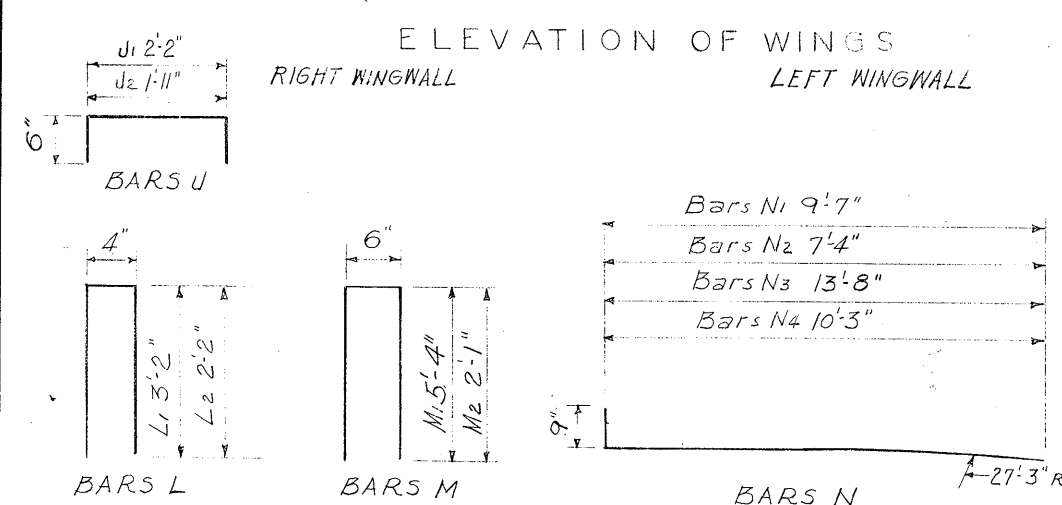 ELEVATION OF WINGS
RIGHT WINGWALL
LEFT WINGWALL
J1 2'-2"
J2 1'-11"
6"
BARS J
4"
L1 3'-2"
L2 2'-2"
BARS L
6"
M1 5'-4"
M2 2'-1"
BARS M
Bars N1 9'-7"
Bars N2 7'-4"
Bars N3 13'-8"
Bars N4 10'-3"
9"
27'-3" R
BARS N